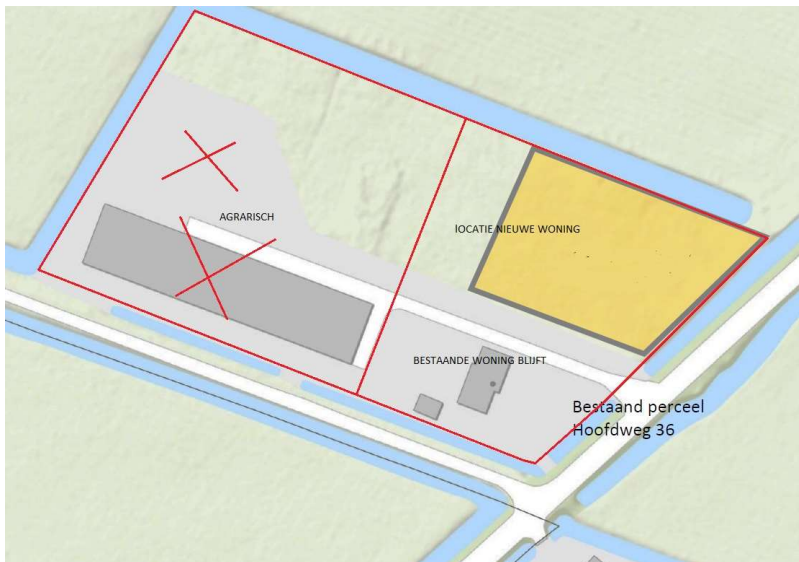 AGRARISCH
lOCATIE NIEUWE WONING
BESTAANDE WONING BLIJFT
Bestaand perceel
Hoofdweg 36